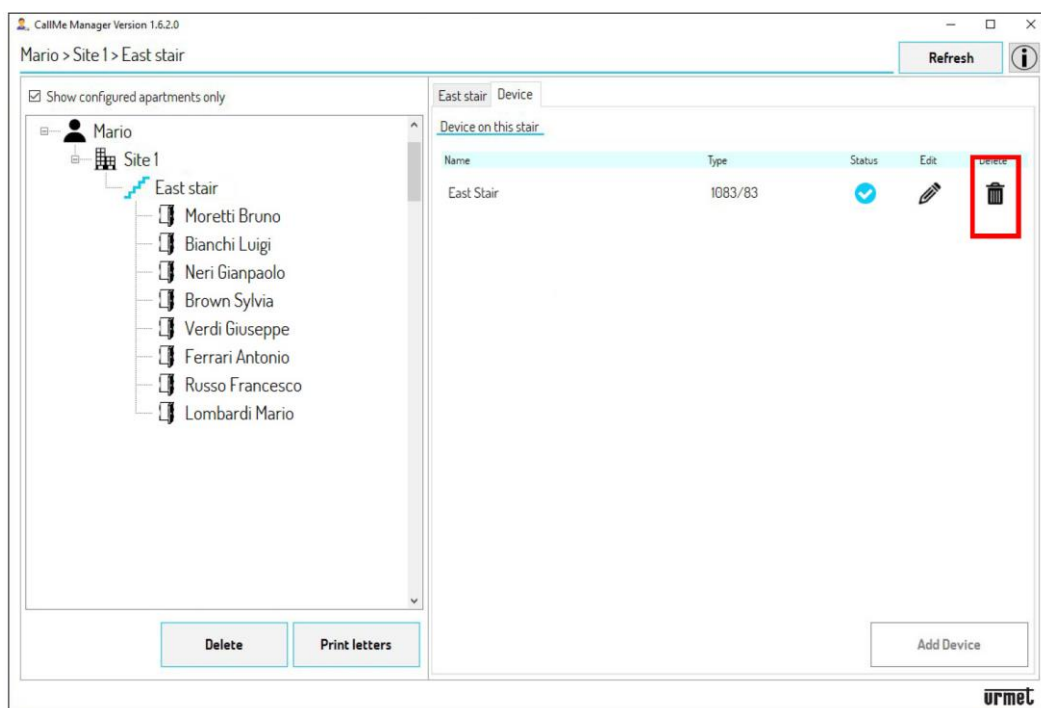 CallMe Manager Version 1.6.2.0
Mario > Site 1 > East stair
Refresh
Show configured apartments only
Mario
Site 1
East stair
Moretti Bruno
Bianchi Luigi
Neri Gianpaolo
Brown Sylvia
Verdi Giuseppe
Ferrari Antonio
Russo Francesco
Lombardi Mario
Delete
Print letters
East stair Device
Device on this stair
Name Type Status Edit Delete
East Stair 1083/83
Add Device
urmet